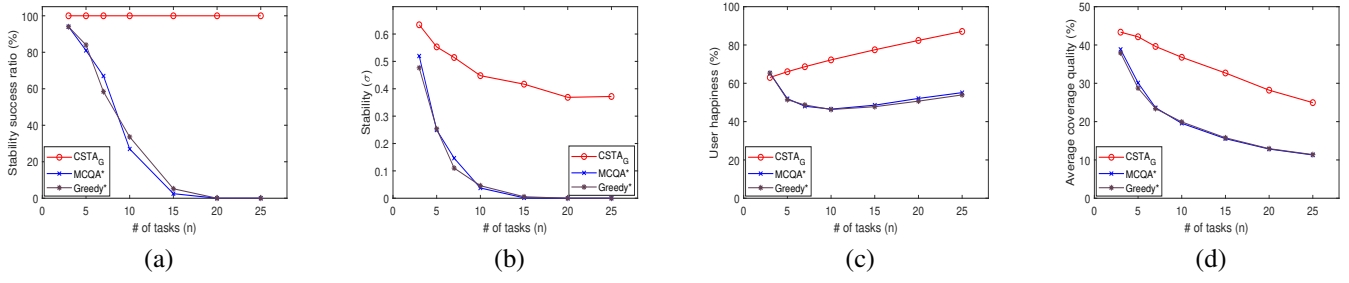 Stability success ratio (%)
100
80
60
40
20
0
CSTA_G
MCQA*
Greedy*
0 5 10 15 20 25
# of tasks (n)
(a)
Stability (σ)
0.7
0.6
0.5
0.4
0.3
0.2
0.1
0
CSTA_G
MCQA*
Greedy*
0 5 10 15 20 25
# of tasks (n)
(b)
User happiness (%)
100
80
60
40
20
0
CSTA_G
MCQA*
Greedy*
0 5 10 15 20 25
# of tasks (n)
(c)
Average coverage quality (%)
50
40
30
20
10
0
CSTA_G
MCQA*
Greedy*
0 5 10 15 20 25
# of tasks (n)
(d)